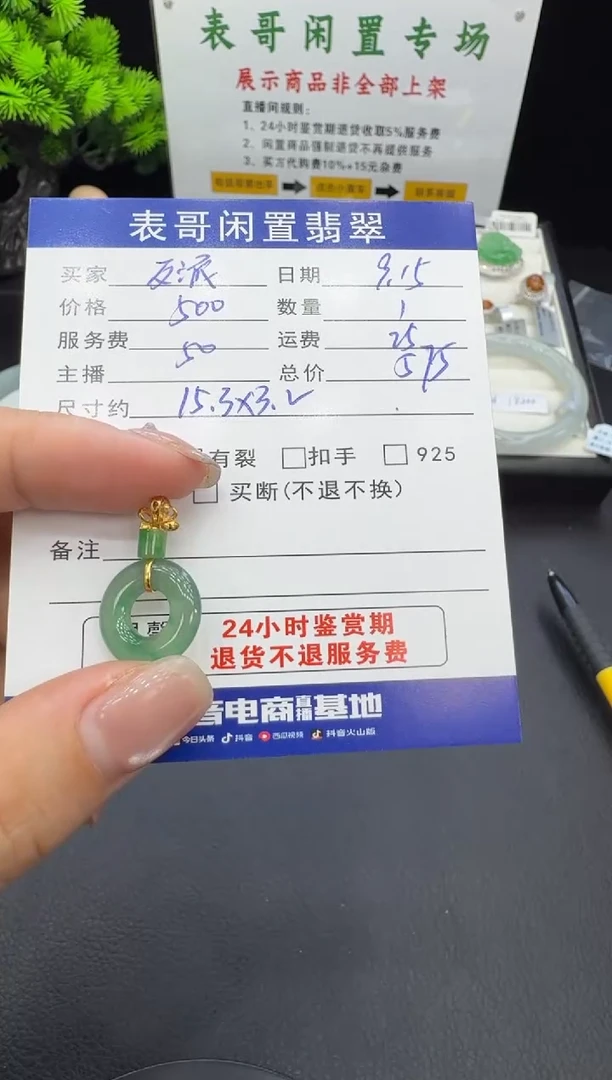 表哥闲置专场
展示商品非全部上架
直播间规则：
1、24小时鉴赏期退货收取5%服务费
2、闲置商品强制退货不再提供服务
3、买方代购费10%+15元杂费
表哥闲置翡翠
买家 反派 日期 9.15
价格 500 数量 1
服务费 50 运费 25
主播 总价 575
尺寸约 15.3x3.2
有裂 扣手 925
买断(不退不换)
备注
24小时鉴赏期
退货不退服务费
音电商直播基地
今日头条 抖音 西瓜视频 抖音火山版